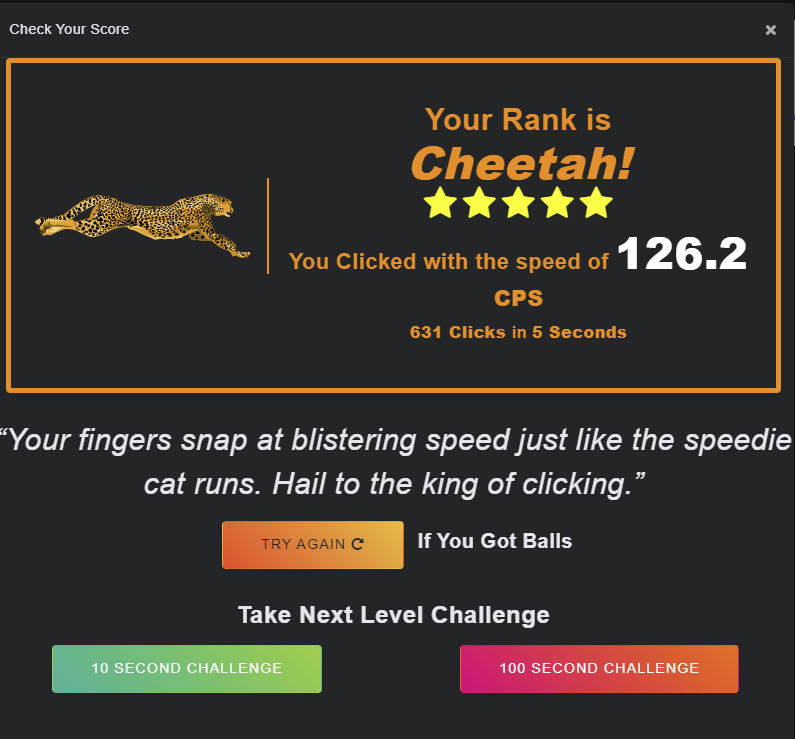 Check Your Score
×
Your Rank is
Cheetah!
You Clicked with the speed of 126.2
CPS
631 Clicks in 5 Seconds
“Your fingers snap at blistering speed just like the speedie
cat runs. Hail to the king of clicking.”
TRY AGAIN
If You Got Balls
Take Next Level Challenge
10 SECOND CHALLENGE
100 SECOND CHALLENGE